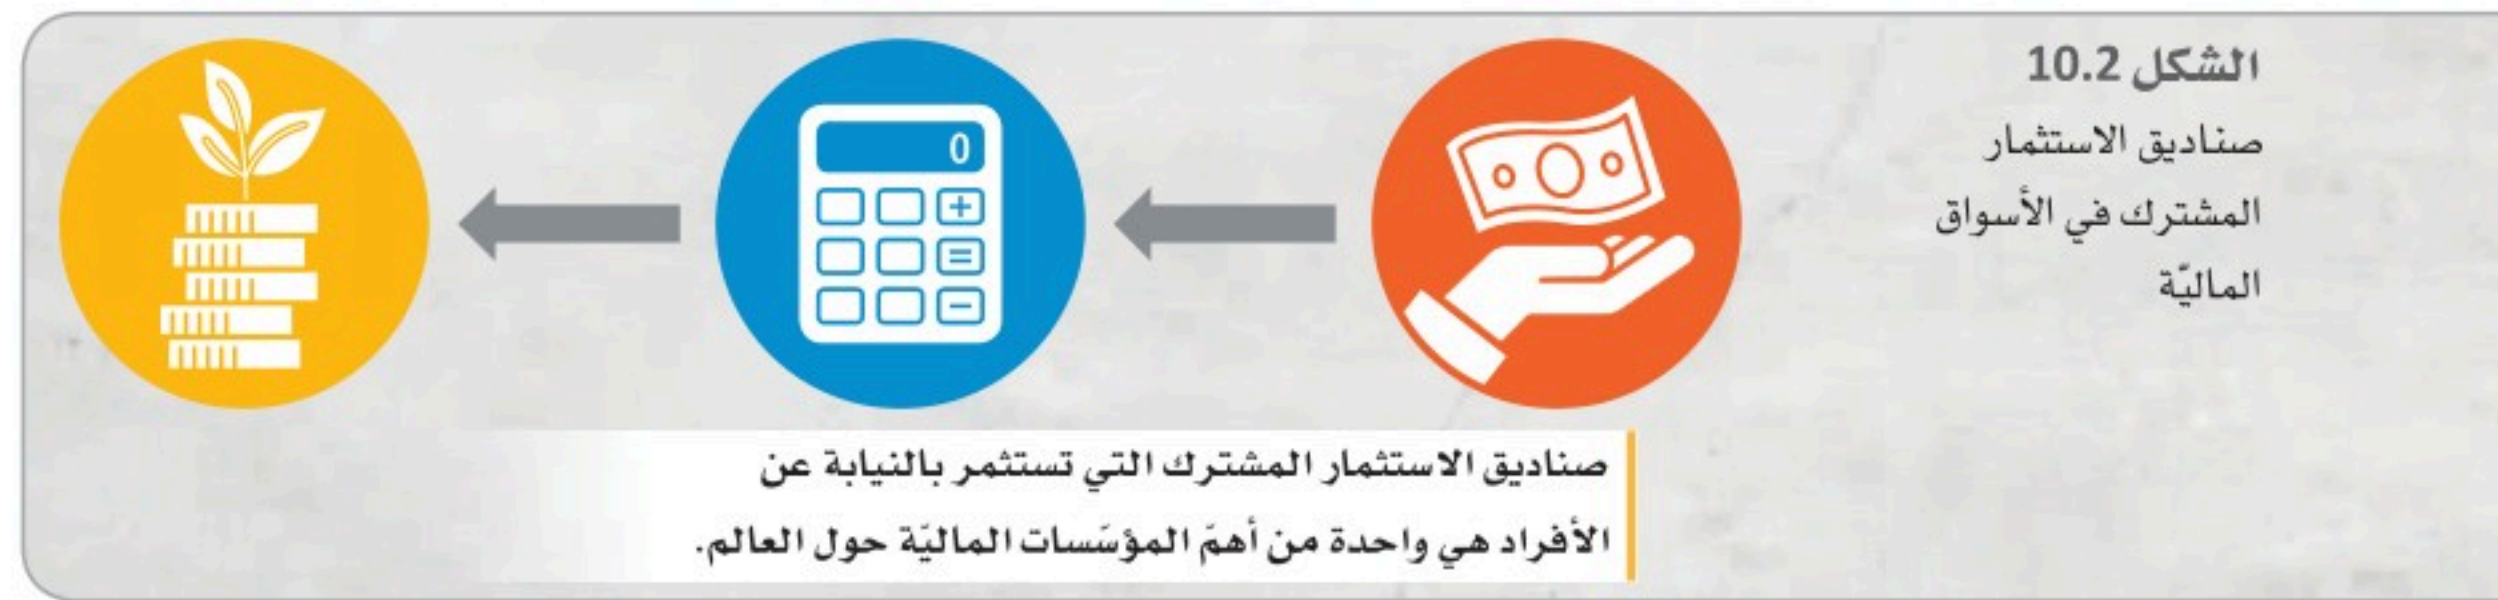 الشكل 10.2
صناديق الاستثمار
المشترك في الأسواق
الماليّة
0
+
=
−
صناديق الاستثمار المشترك التي تستثمر بالنيابة عن
الأفراد هي واحدة من أهمّ المؤسّسات الماليّة حول العالم.